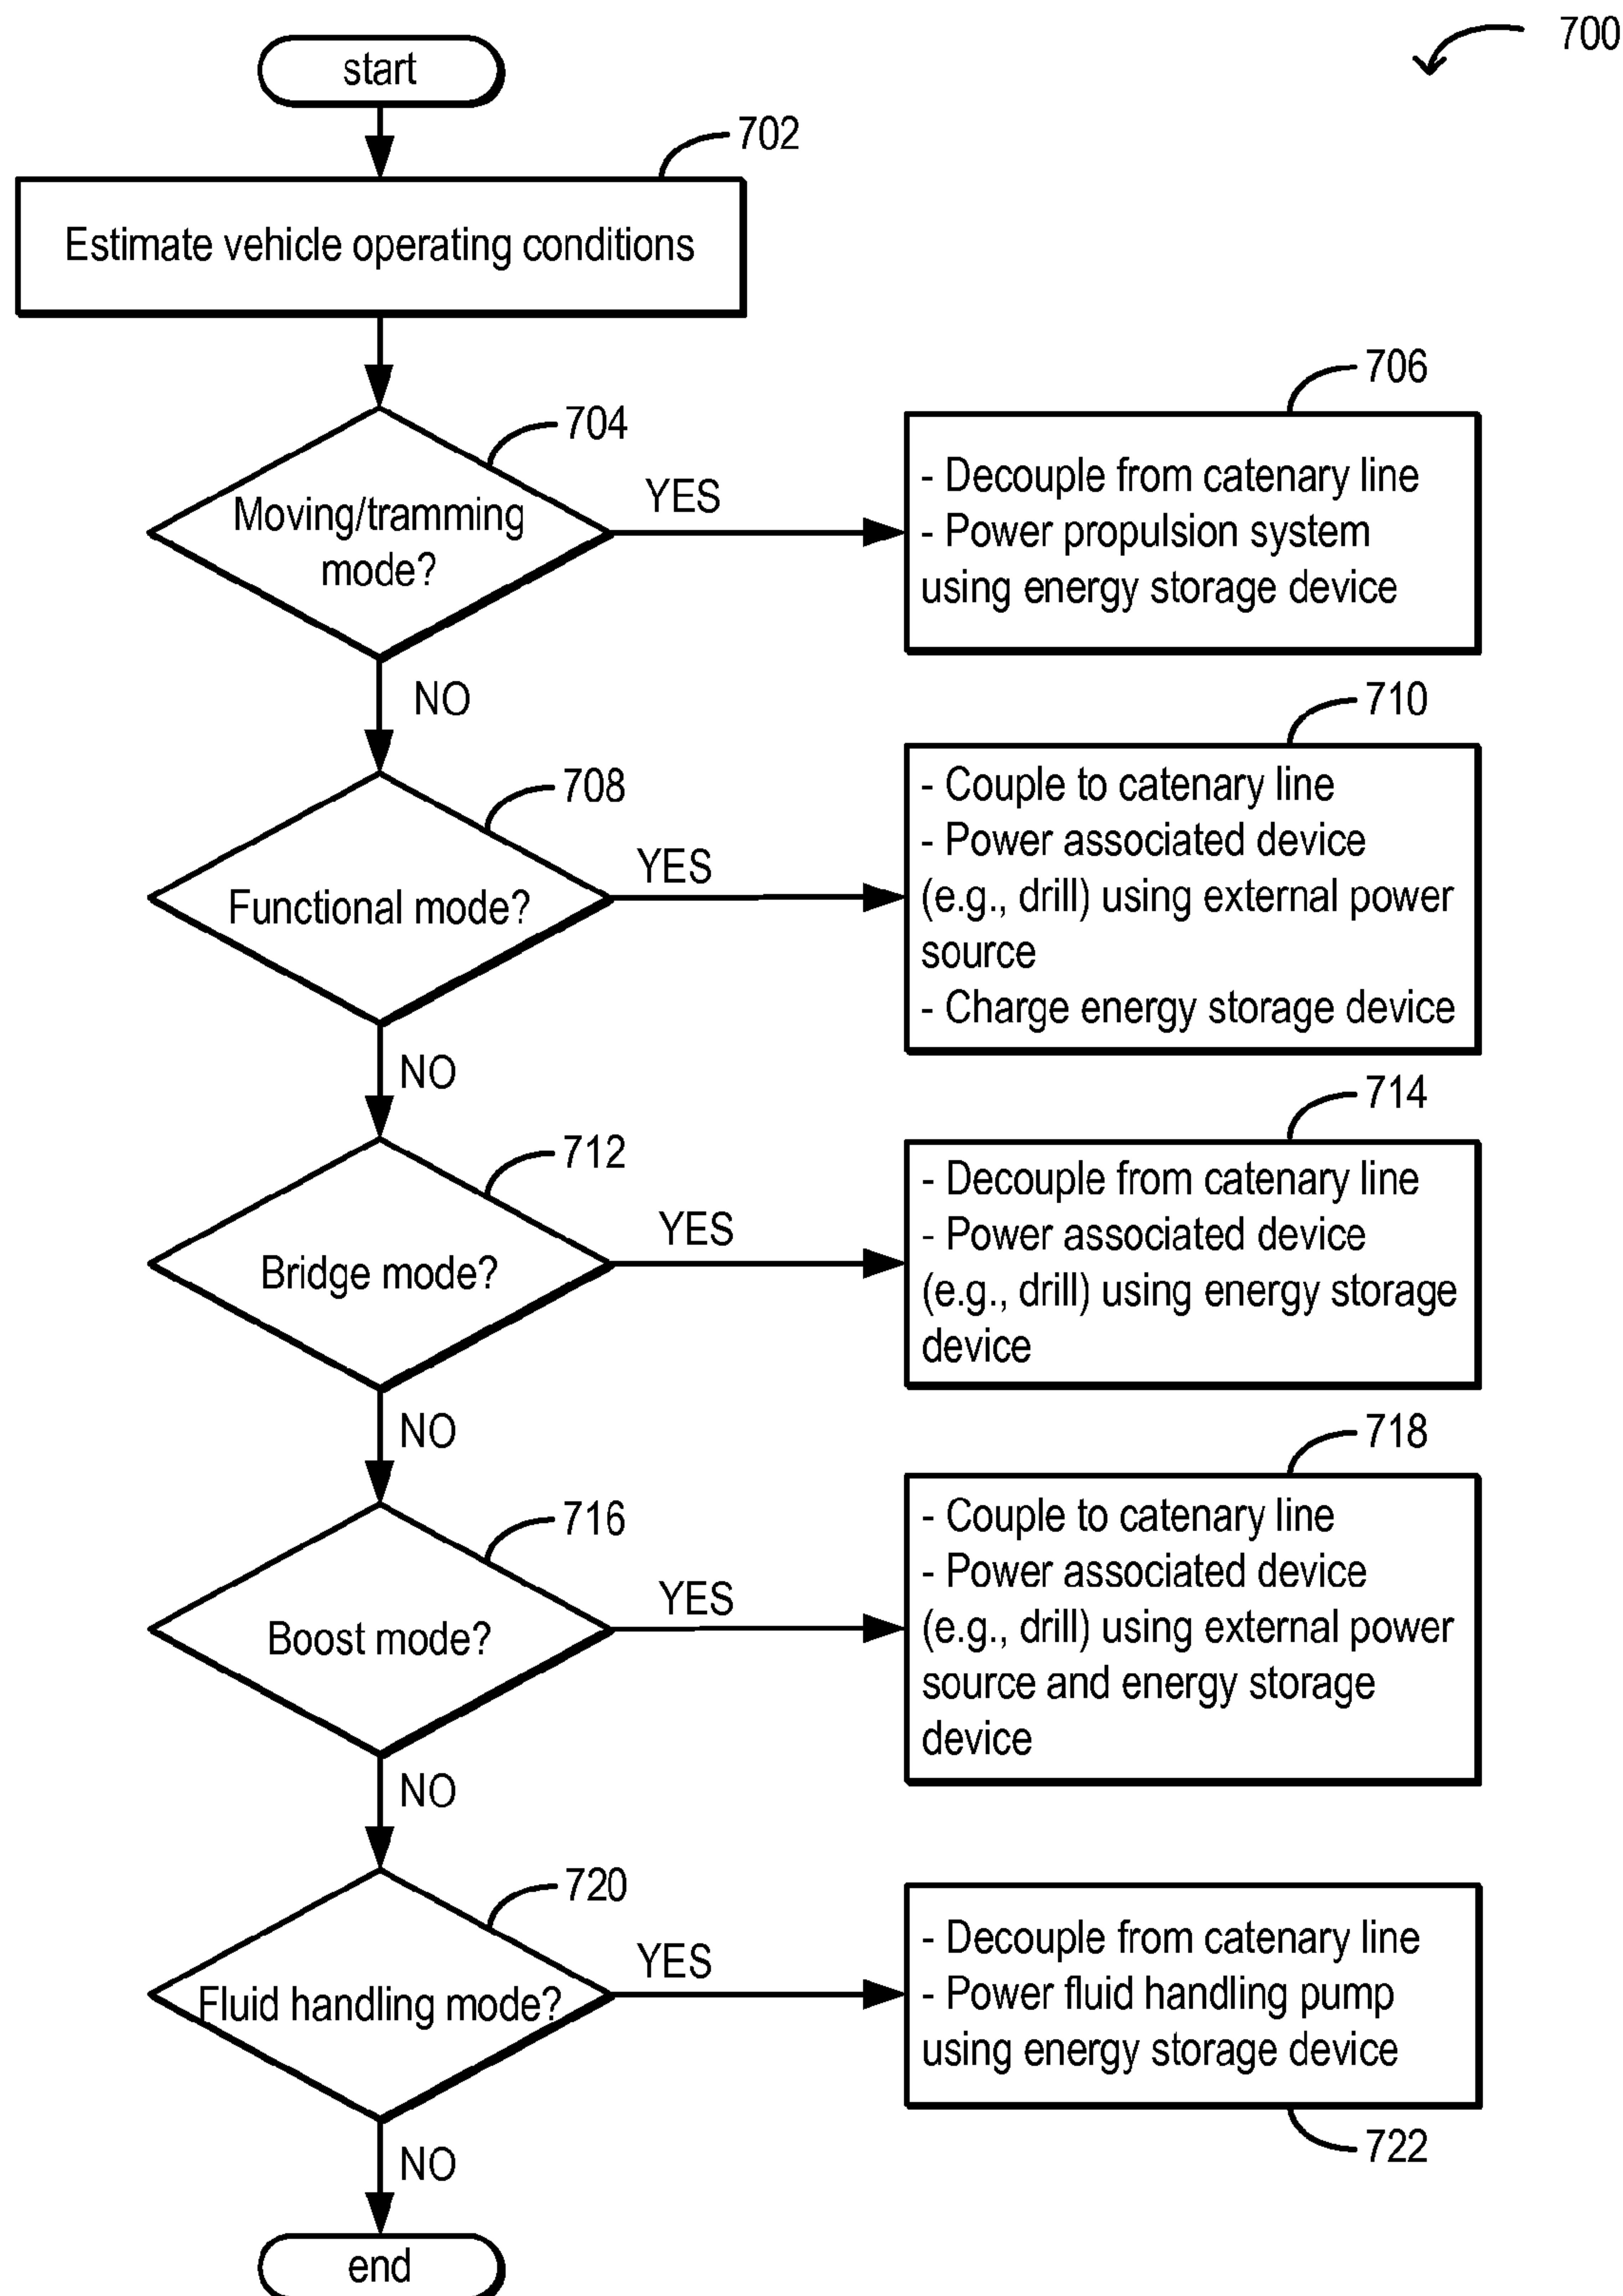 700
start
702
Estimate vehicle operating conditions
704
Moving/tramming
mode?
YES
NO
706
- Decouple from catenary line
- Power propulsion system
using energy storage device
708
Functional mode?
YES
NO
710
- Couple to catenary line
- Power associated device
(e.g., drill) using external power
source
- Charge energy storage device
712
Bridge mode?
YES
NO
714
- Decouple from catenary line
- Power associated device
(e.g., drill) using energy storage
device
716
Boost mode?
YES
NO
718
- Couple to catenary line
- Power associated device
(e.g., drill) using external power
source and energy storage
device
720
Fluid handling mode?
YES
NO
- Decouple from catenary line
- Power fluid handling pump
using energy storage device
722
end